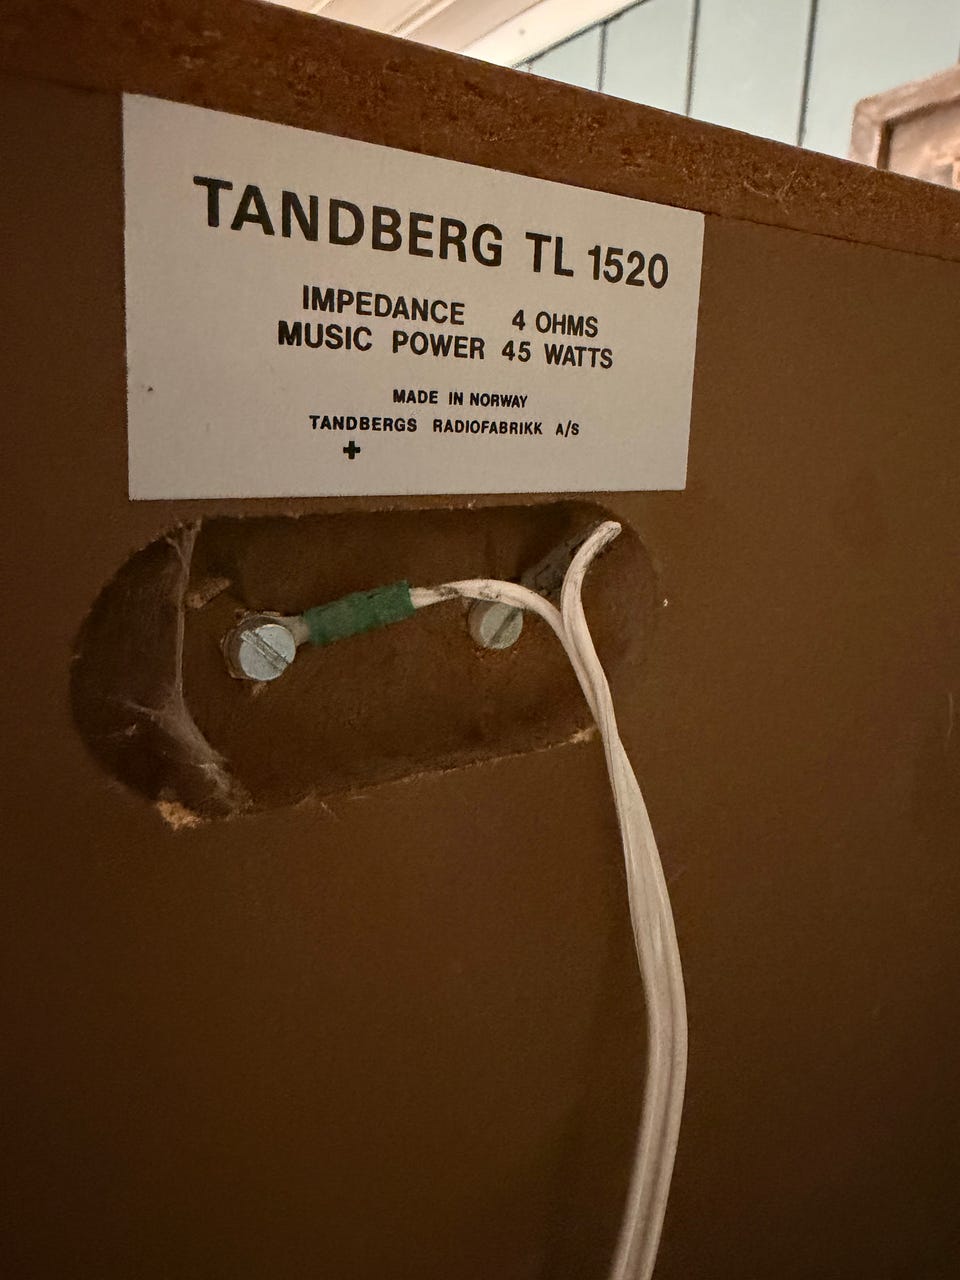 TANDBERG TL 1520
IMPEDANCE 4 OHMS
MUSIC POWER 45 WATTS
MADE IN NORWAY
TANDBERGS RADIOFABRIKK A/S
+